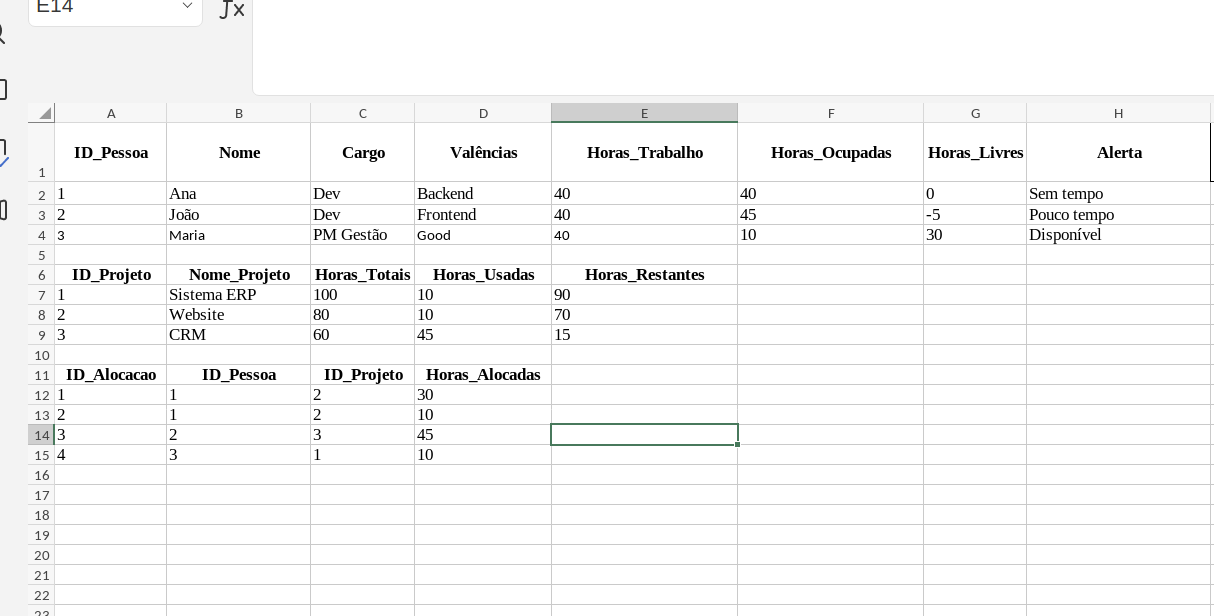 E14 fx
A B C D E F G H
1 ID_Pessoa Nome Cargo Valências Horas_Trabalho Horas_Ocupadas Horas_Livres Alerta
2 1 Ana Dev Backend 40 40 0 Sem tempo
3 2 João Dev Frontend 40 45 -5 Pouco tempo
4 3 Maria PM Gestão Good 40 10 30 Disponível
5
6 ID_Projeto Nome_Projeto Horas_Totais Horas_Usadas Horas_Restantes
7 1 Sistema ERP 100 10 90
8 2 Website 80 10 70
9 3 CRM 60 45 15
10
11 ID_Alocacao ID_Pessoa ID_Projeto Horas_Alocadas
12 1 1 2 30
13 2 1 2 10
14 3 2 3 45
15 4 3 1 10
16
17
18
19
20
21
22
23